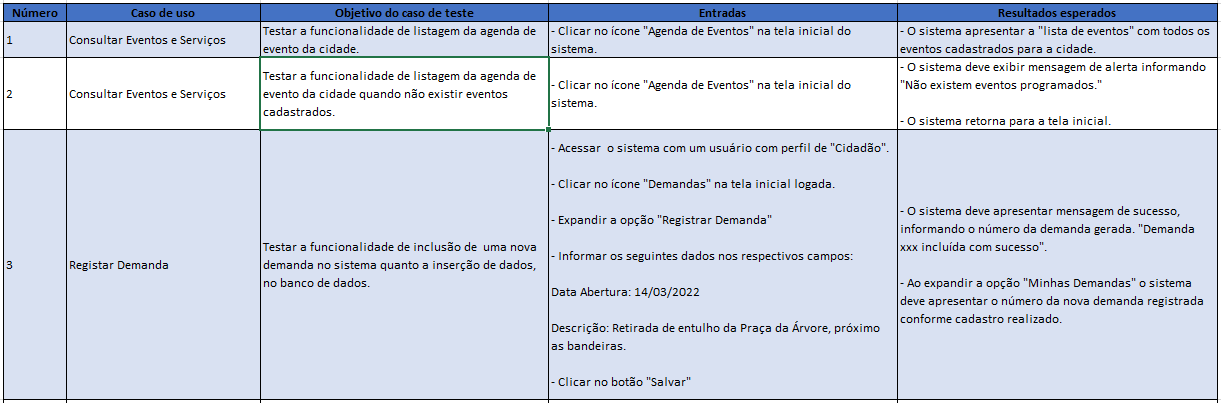 Número Caso de uso Objetivo do caso de teste Entradas Resultados esperados
1
Consultar Eventos e Serviços
Testar a funcionalidade de listagem da agenda de
evento da cidade.
- Clicar no ícone "Agenda de Eventos" na tela inicial do
sistema.
- O sistema apresentar a "lista de eventos" com todos os
eventos cadastrados para a cidade.
2
Consultar Eventos e Serviços
Testar a funcionalidade de listagem da agenda de
evento da cidade quando não existir eventos
cadastrados.
- Clicar no ícone "Agenda de Eventos" na tela inicial do
sistema.
- O sistema deve exibir mensagem de alerta informando
"Não existem eventos programados."
- O sistema retorna para a tela inicial.
3
Registar Demanda
Testar a funcionalidade de inclusão de uma nova
demanda no sistema quanto a inserção de dados,
no banco de dados.
- Acessar o sistema com um usuário com perfil de "Cidadão".
- Clicar no ícone "Demandas" na tela inicial logada.
- Expandir a opção "Registrar Demanda"
- Informar os seguintes dados nos respectivos campos:
Data Abertura: 14/03/2022
Descrição: Retirada de entulho da Praça da Árvore, próximo
as bandeiras.
- Clicar no botão "Salvar"
- O sistema deve apresentar mensagem de sucesso,
informando o número da demanda gerada. "Demanda
xxx incluída com sucesso".
- Ao expandir a opção "Minhas Demandas" o sistema
deve apresentar o número da nova demanda registrada
conforme cadastro realizado.